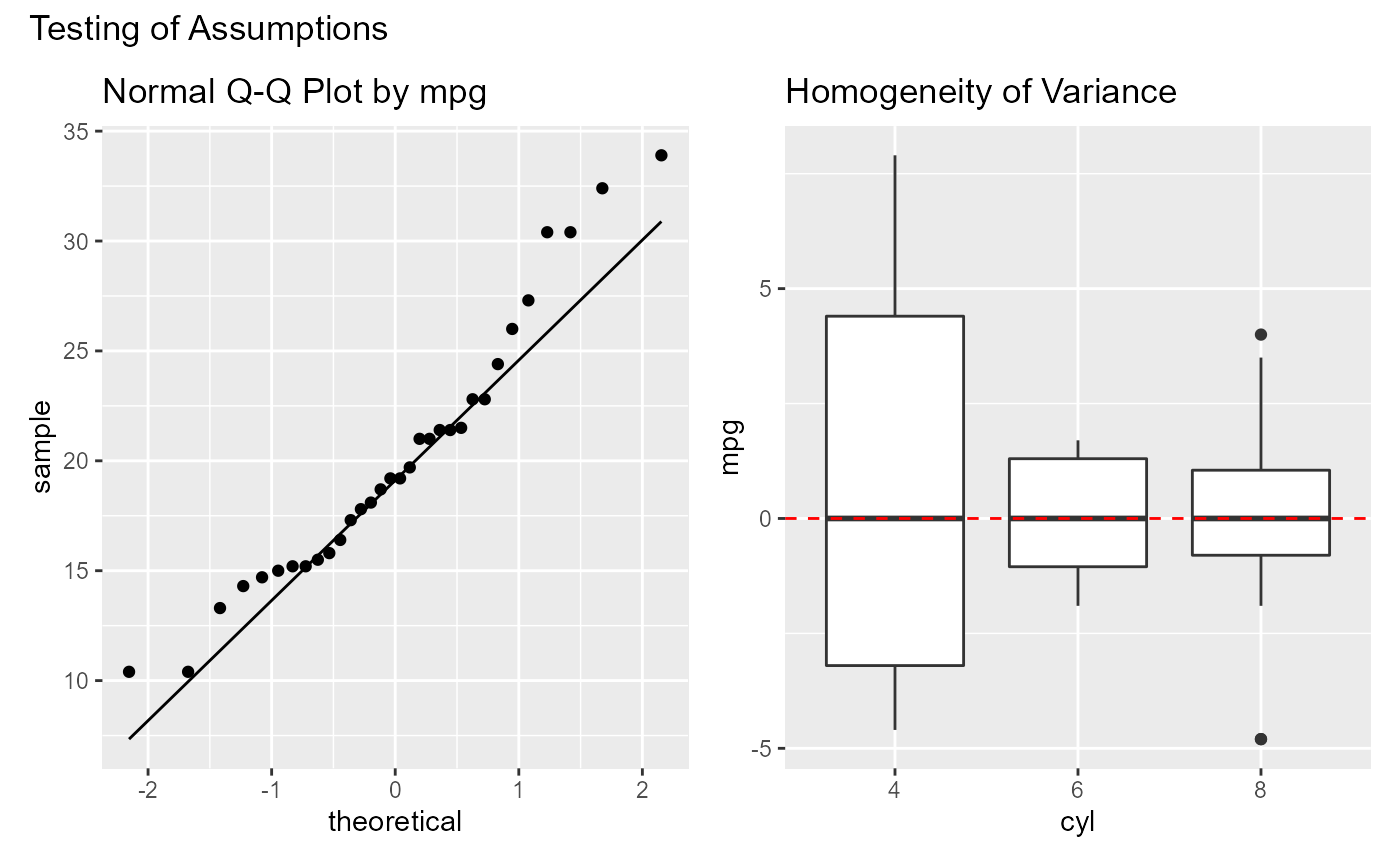 Testing of Assumptions
Normal Q-Q Plot by mpg
35
30
25
20
15
10
sample
-2 -1 0 1 2
theoretical
Homogeneity of Variance
5
0
-5
mpg
4 6 8
cyl